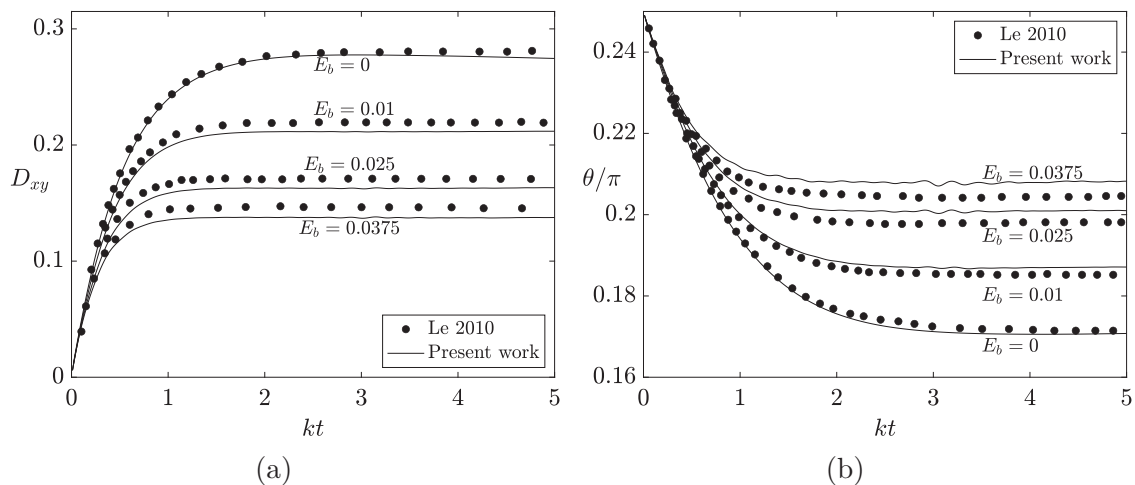 0.3
0.2
0.1
0
D_{xy}
E_b = 0
E_b = 0.01
E_b = 0.025
E_b = 0.0375
Le 2010
Present work
0 1 2 3 4 5
kt
(a)
0.24
0.22
0.2
0.18
0.16
θ/π
Le 2010
Present work
E_b = 0.0375
E_b = 0.025
E_b = 0.01
E_b = 0
0 1 2 3 4 5
kt
(b)